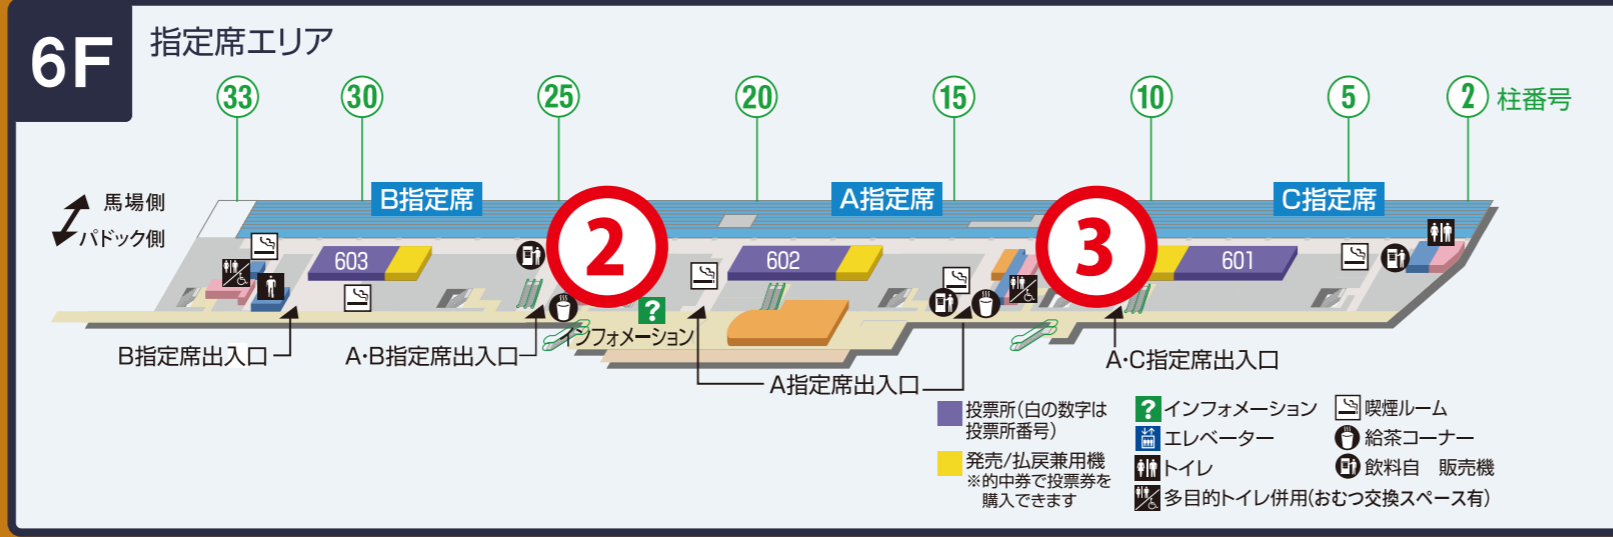 6F
指定席エリア
33 30 25 20 15 10 5 2 柱番号
馬場側
パドック側
B指定席
A指定席
C指定席
603
2
602
3
601
?
インフォメーション
B指定席出入口
A・B指定席出入口
A指定席出入口
A・C指定席出入口
投票所(白の数字は
投票所番号)
発売/払戻兼用機
※的中券で投票券を
購入できます
? インフォメーション
エレベーター
トイレ
多目的トイレ併用(おむつ交換スペース有)
喫煙ルーム
給茶コーナー
飲料自 販売機